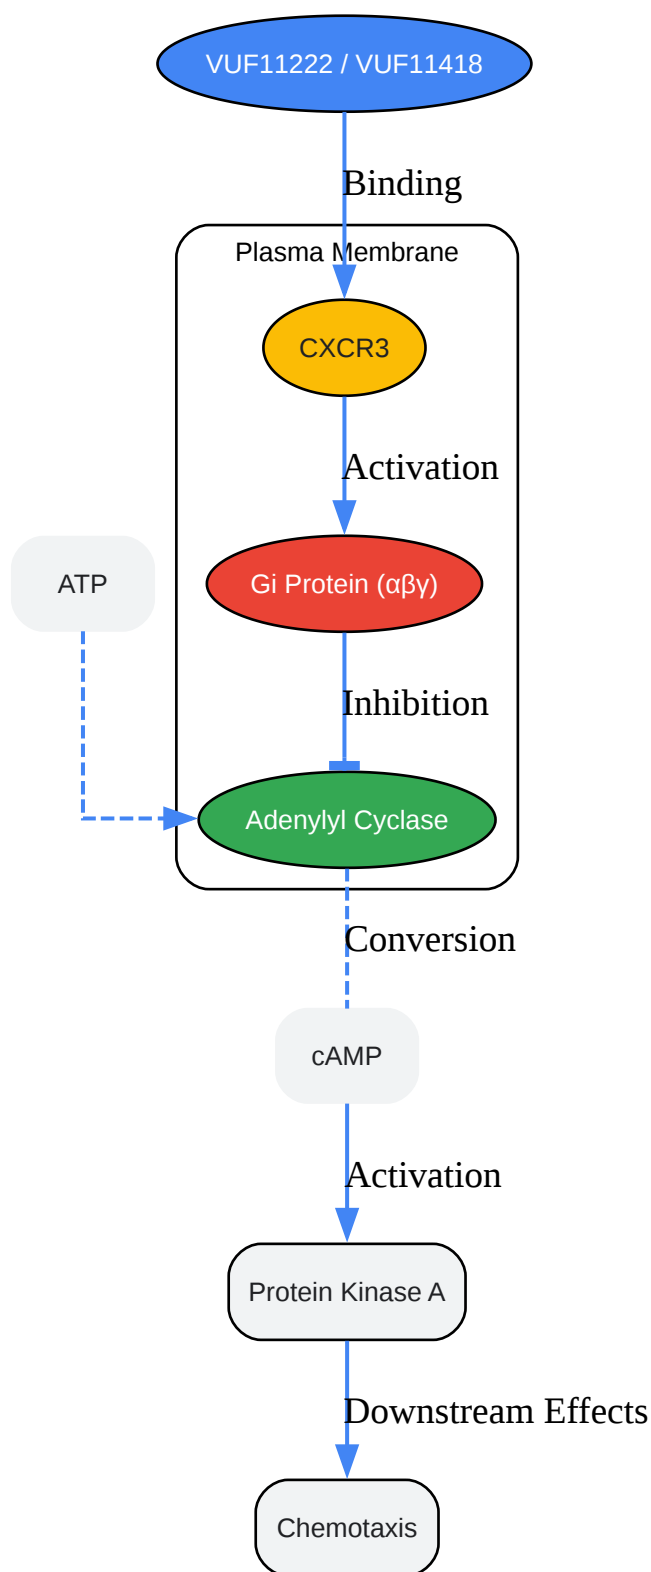 VUF11222 / VUF11418
Binding
Plasma Membrane
CXCR3
Activation
ATP
Gi Protein (αβγ)
Inhibition
Adenylyl Cyclase
Conversion
cAMP
Activation
Protein Kinase A
Downstream Effects
Chemotaxis